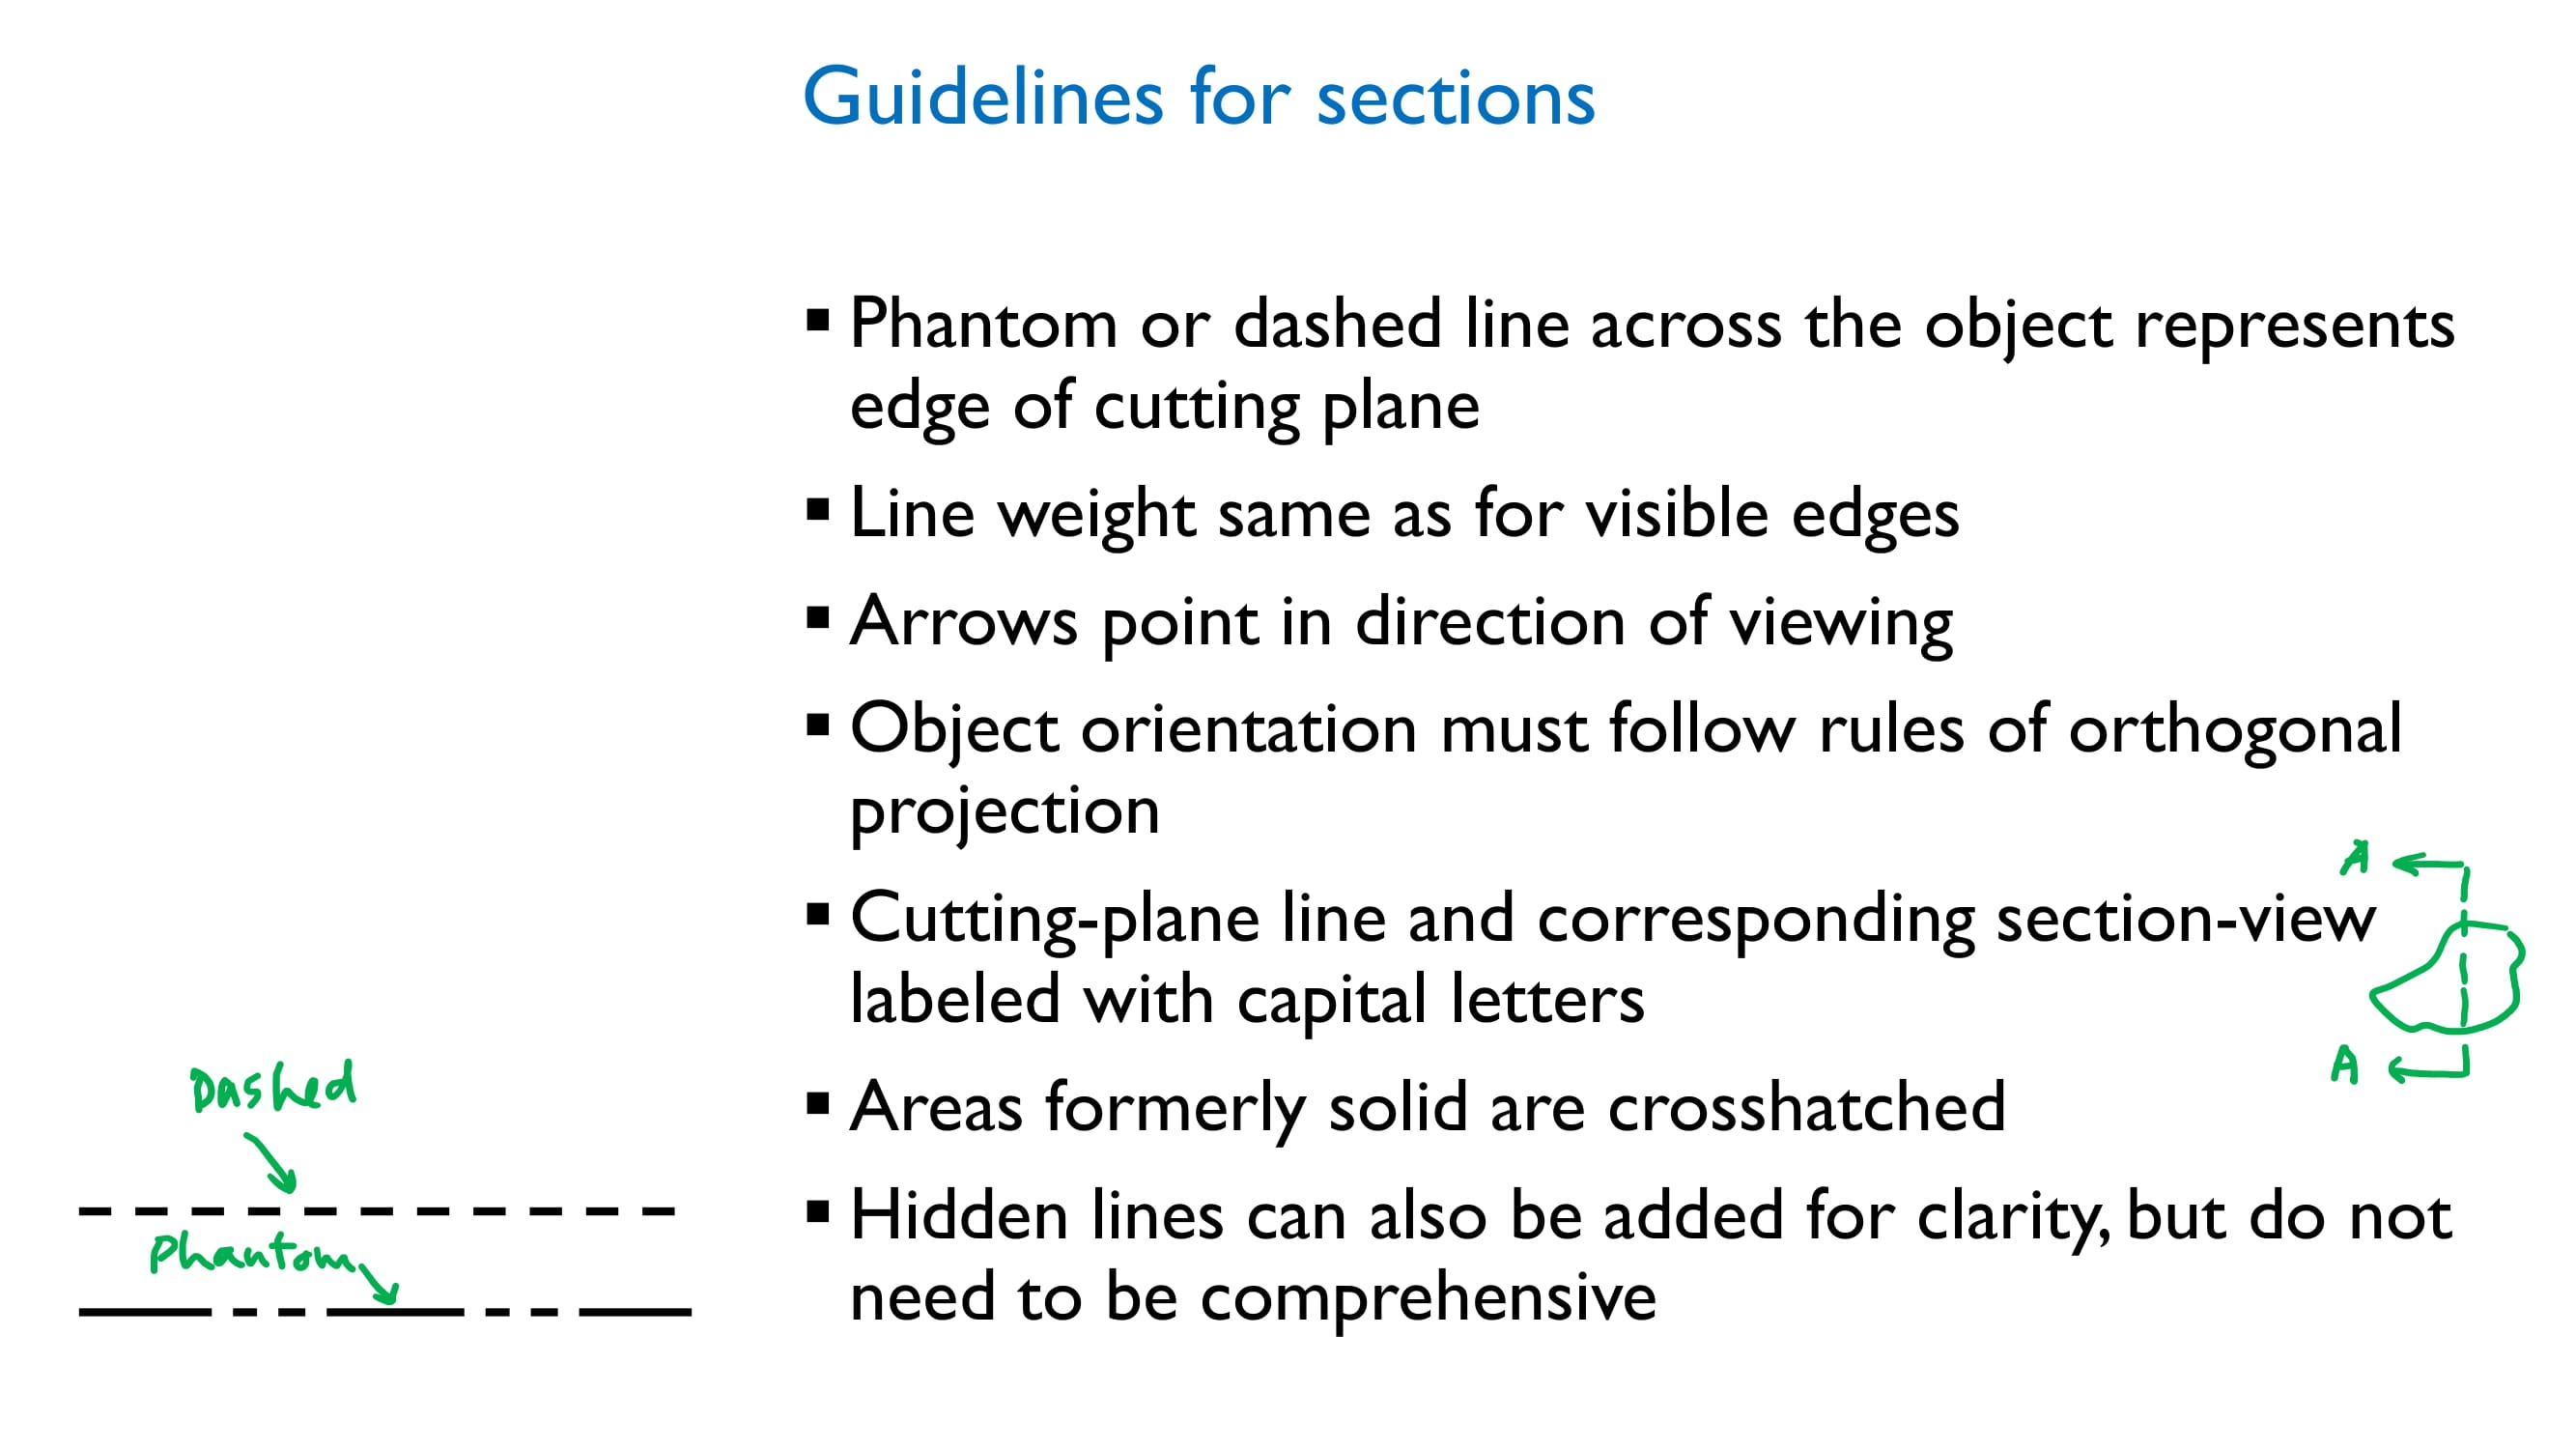 Guidelines for sections
▪ Phantom or dashed line across the object represents
edge of cutting plane
▪ Line weight same as for visible edges
▪ Arrows point in direction of viewing
▪ Object orientation must follow rules of orthogonal
projection
▪ Cutting-plane line and corresponding section-view
labeled with capital letters
▪ Areas formerly solid are crosshatched
▪ Hidden lines can also be added for clarity, but do not
need to be comprehensive
A
A
Dashed
Phantom